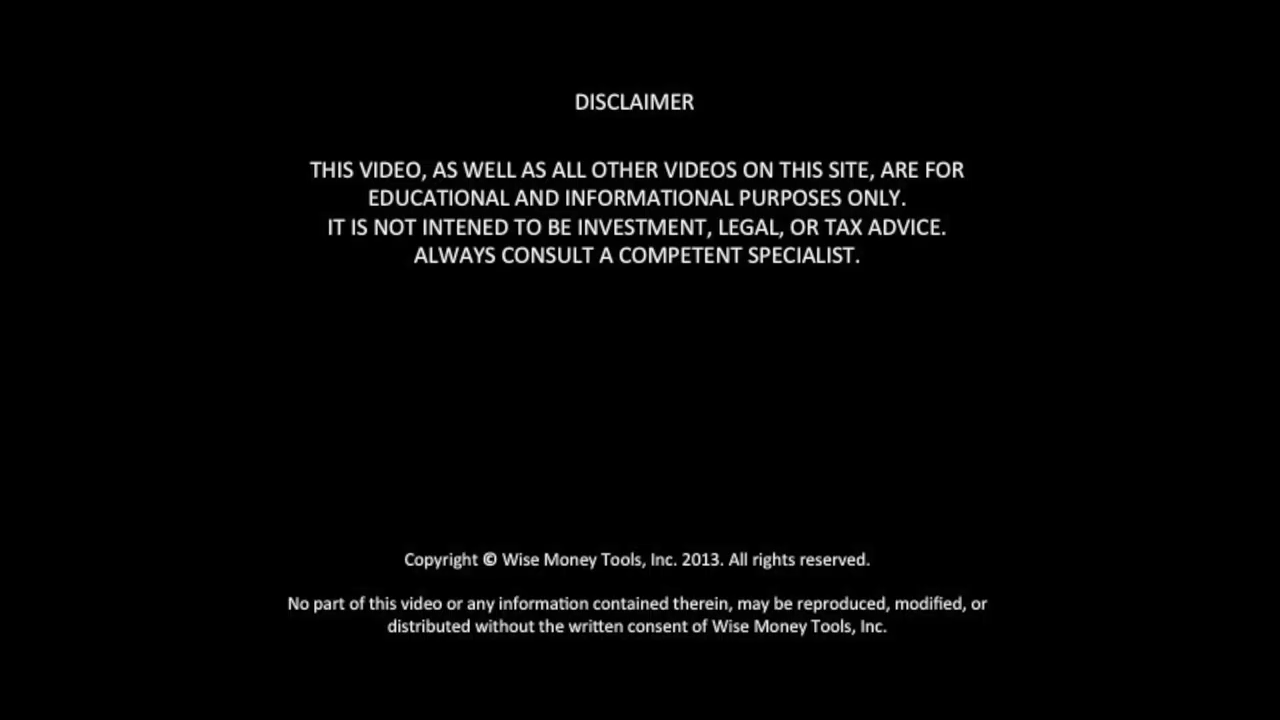 DISCLAIMER
THIS VIDEO, AS WELL AS ALL OTHER VIDEOS ON THIS SITE, ARE FOR
EDUCATIONAL AND INFORMATIONAL PURPOSES ONLY.
IT IS NOT INTENED TO BE INVESTMENT, LEGAL, OR TAX ADVICE.
ALWAYS CONSULT A COMPETENT SPECIALIST.
Copyright © Wise Money Tools, Inc. 2013. All rights reserved.
No part of this video or any information contained therein, may be reproduced, modified, or
distributed without the written consent of Wise Money Tools, Inc.